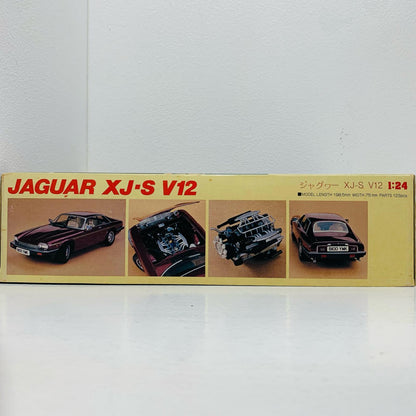 JAGUAR XJ-S V12
ジャグヮー XJ-S V12 1:24
■MODEL LENGTH 198.5mm WIDTH 75mm PARTS 123pcs